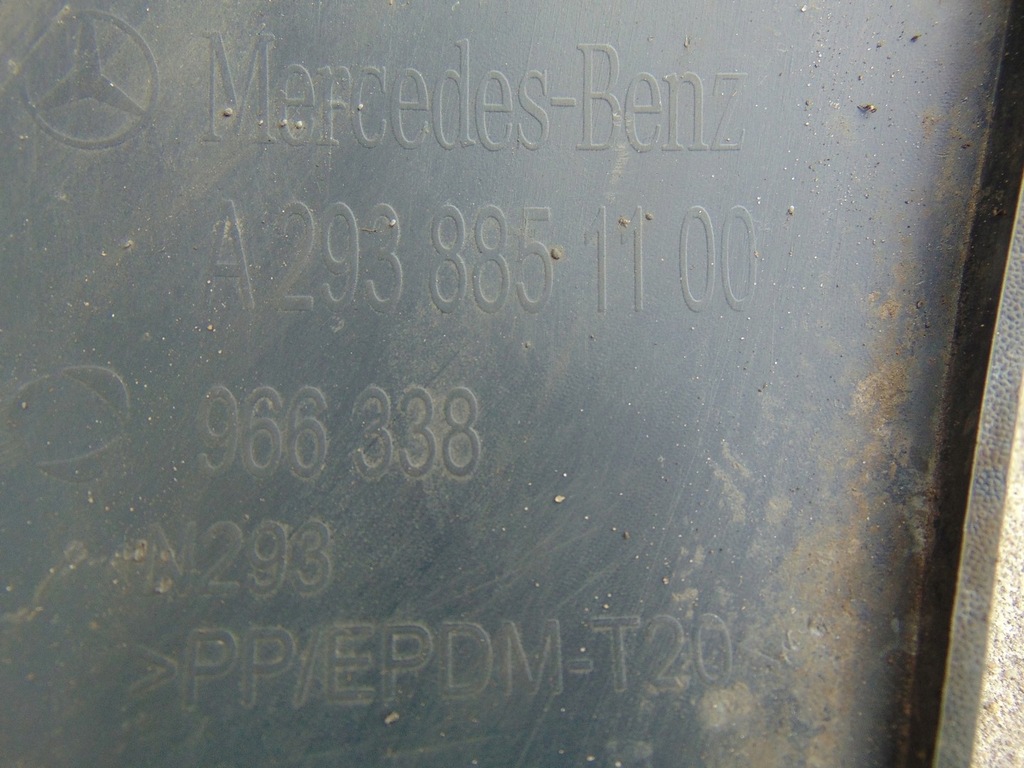 Mercedes-Benz
A 293 885 11 00
966 338
N293
>PP/EPDM-T20<